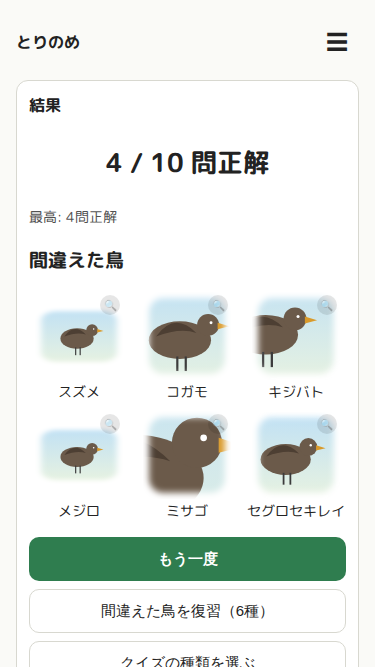 とりのめ
結果
4 / 10 問正解
最高: 4問正解
間違えた鳥
スズメ
コガモ
キジバト
メジロ
ミサゴ
セグロセキレイ
もう一度
間違えた鳥を復習（6種）
クイズの種類を選ぶ